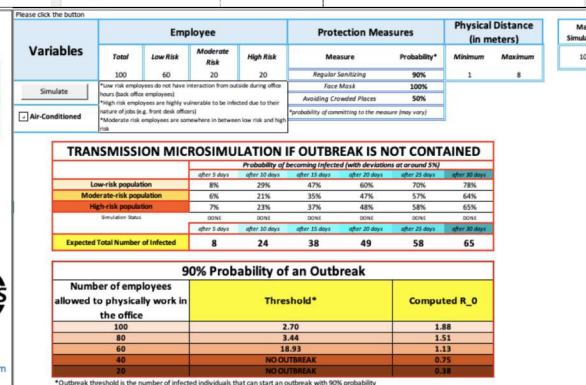 Please click the button
Variables
Employee
Protection Measures
Physical Distance
(in meters)
Total Low Risk Moderate Risk High Risk Measure Probability* Minimum Maximum
100 60 20 20 Regular Sanitizing 90% 1 8
Simulate
*Low risk employees do not have interaction from outside during office
hours (back office employees)
Face Mask 100%
*High risk employees are highly vulnerable to be infected due to their
nature of jobs (e.g. front desk officers)
Avoiding Crowded Places 50%
Air-Conditioned
*Moderate risk employees are somewhere in between low risk and high
risk
*probability of committing to the measure (may vary)
TRANSMISSION MICROSIMULATION IF OUTBREAK IS NOT CONTAINED
Probability of becoming Infected (with deviations at around 5%)
after 5 days after 10 days after 15 days after 20 days after 25 days after 30 days
Low-risk population 8% 29% 47% 60% 70% 78%
Moderate-risk population 6% 21% 35% 47% 57% 64%
High-risk population 7% 23% 37% 48% 58% 65%
Simulation Status DONE DONE DONE DONE DONE DONE
after 5 days after 10 days after 15 days after 20 days after 25 days after 30 days
Expected Total Number of Infected 8 24 38 49 58 65
90% Probability of an Outbreak
Number of employees
allowed to physically work in
the office
Threshold* Computed R_0
100 2.70 1.88
80 3.44 1.51
60 18.93 1.13
40 NO OUTBREAK 0.75
20 NO OUTBREAK 0.38
*Outbreak threshold is the number of infected individuals that can start an outbreak with 90% probability